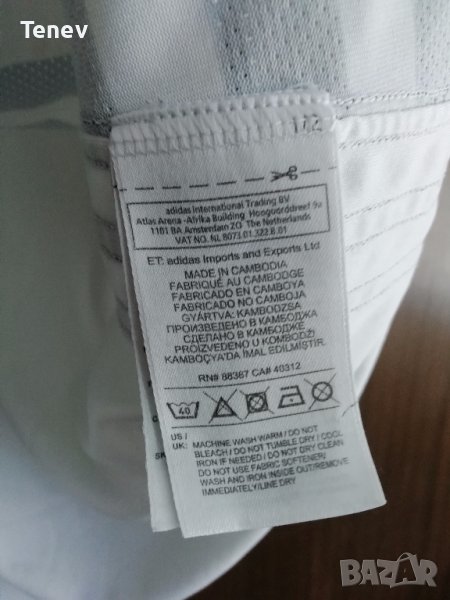 Tenev
142
adidas International Trading BV
Atlas Arena -Afrika Building Hoogoorddreef 9a
1101 BA Amsterdam ZO The Netherlands
VAT NO. NL 8073.01.322.B.01
ET: adidas Imports and Exports Ltd
MADE IN CAMBODIA
FABRIQUÉ AU CAMBODGE
FABRICADO EN CAMBOYA
FABRICADO NO CAMBOJA
GYÁRTVA: KAMBODZSA
ПРОИЗВЕДЕНО В КАМБОДЖА
СДЕЛАНО В КАМБОДЖЕ
PROIZVEDENO U KOMBODŽI
KAMBOÇYA'DA İMAL EDİLMİŞTİR.
RN# 88387 CA# 40312
40
US / UK: MACHINE WASH WARM / DO NOT
BLEACH / DO NOT TUMBLE DRY / COOL
IRON IF NEEDED / DO NOT DRY CLEAN
DO NOT USE FABRIC SOFTENER/
WASH AND IRON INSIDE OUT/REMOVE
IMMEDIATELY/LINE DRY
BAZAR